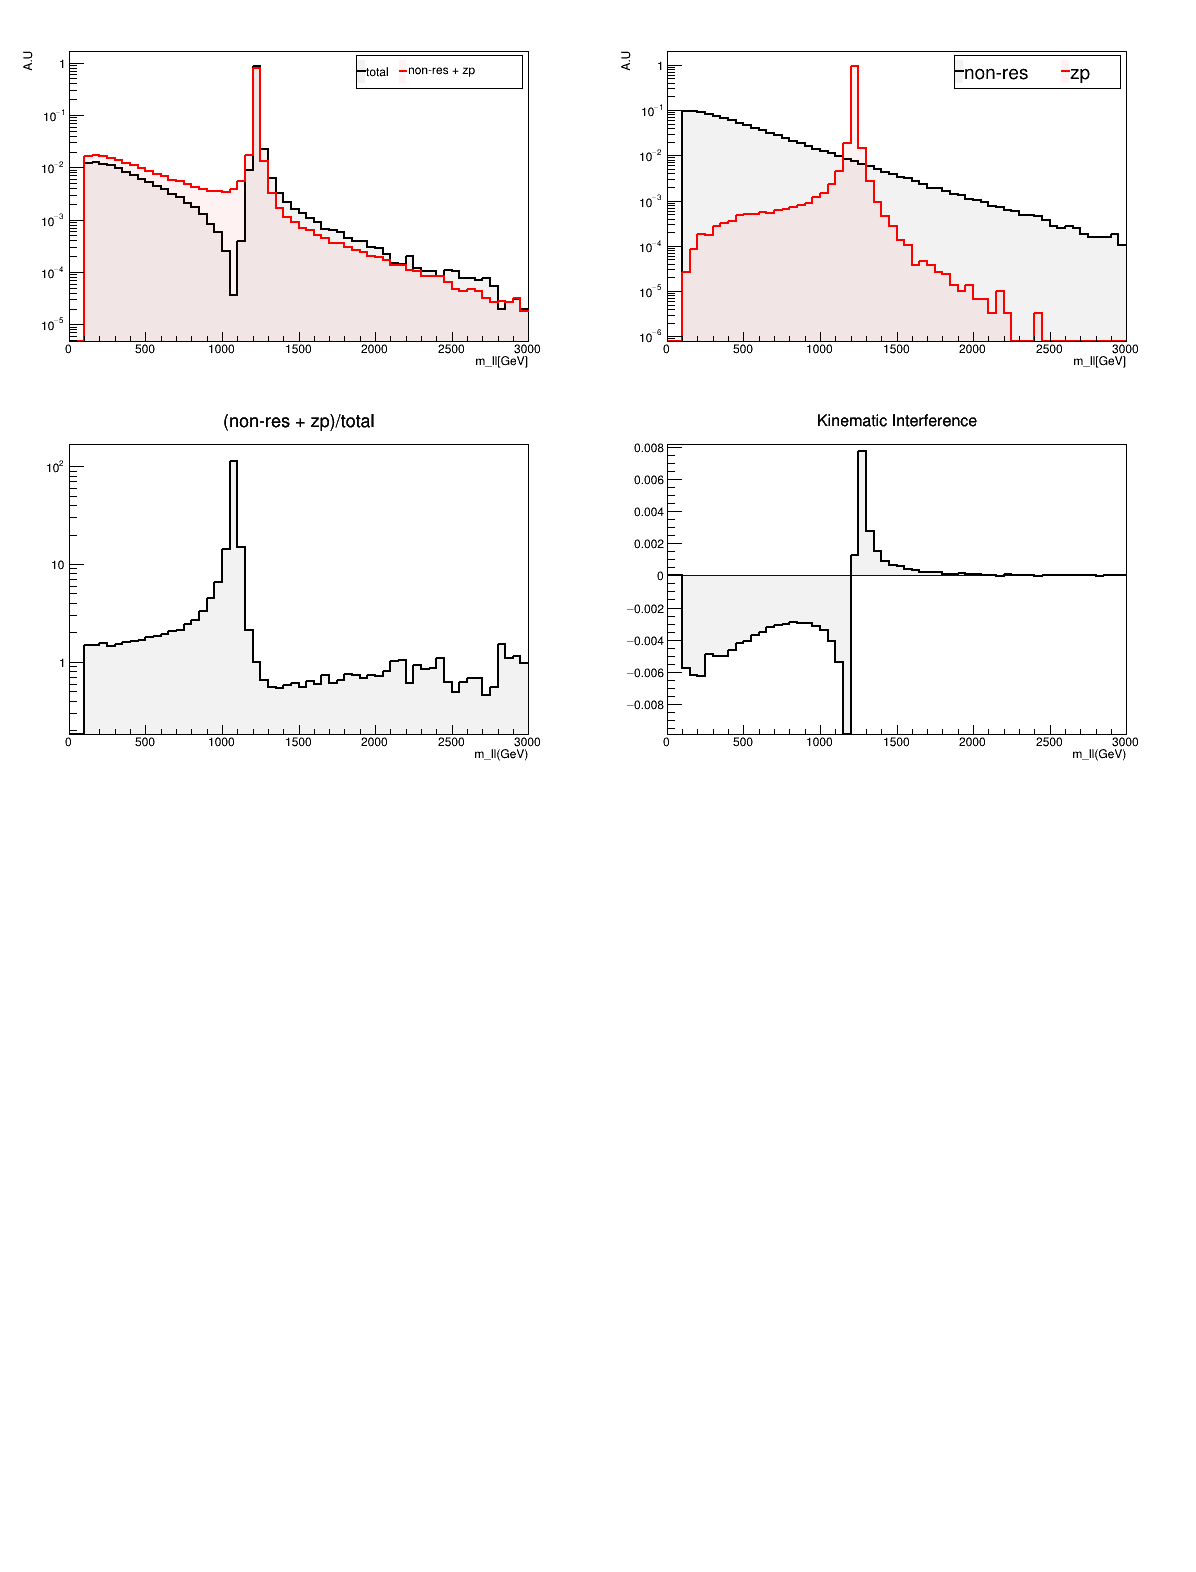 A.U
total non-res + zp
1
10⁻¹
10⁻²
10⁻³
10⁻⁴
10⁻⁵
0 500 1000 1500 2000 2500 3000
m_ll[GeV]
A.U
non-res zp
1
10⁻¹
10⁻²
10⁻³
10⁻⁴
10⁻⁵
10⁻⁶
0 500 1000 1500 2000 2500 3000
m_ll[GeV]
(non-res + zp)/total
10²
10
1
0 500 1000 1500 2000 2500 3000
m_ll(GeV)
Kinematic Interference
0.008
0.006
0.004
0.002
0
−0.002
−0.004
−0.006
−0.008
0 500 1000 1500 2000 2500 3000
m_ll(GeV)